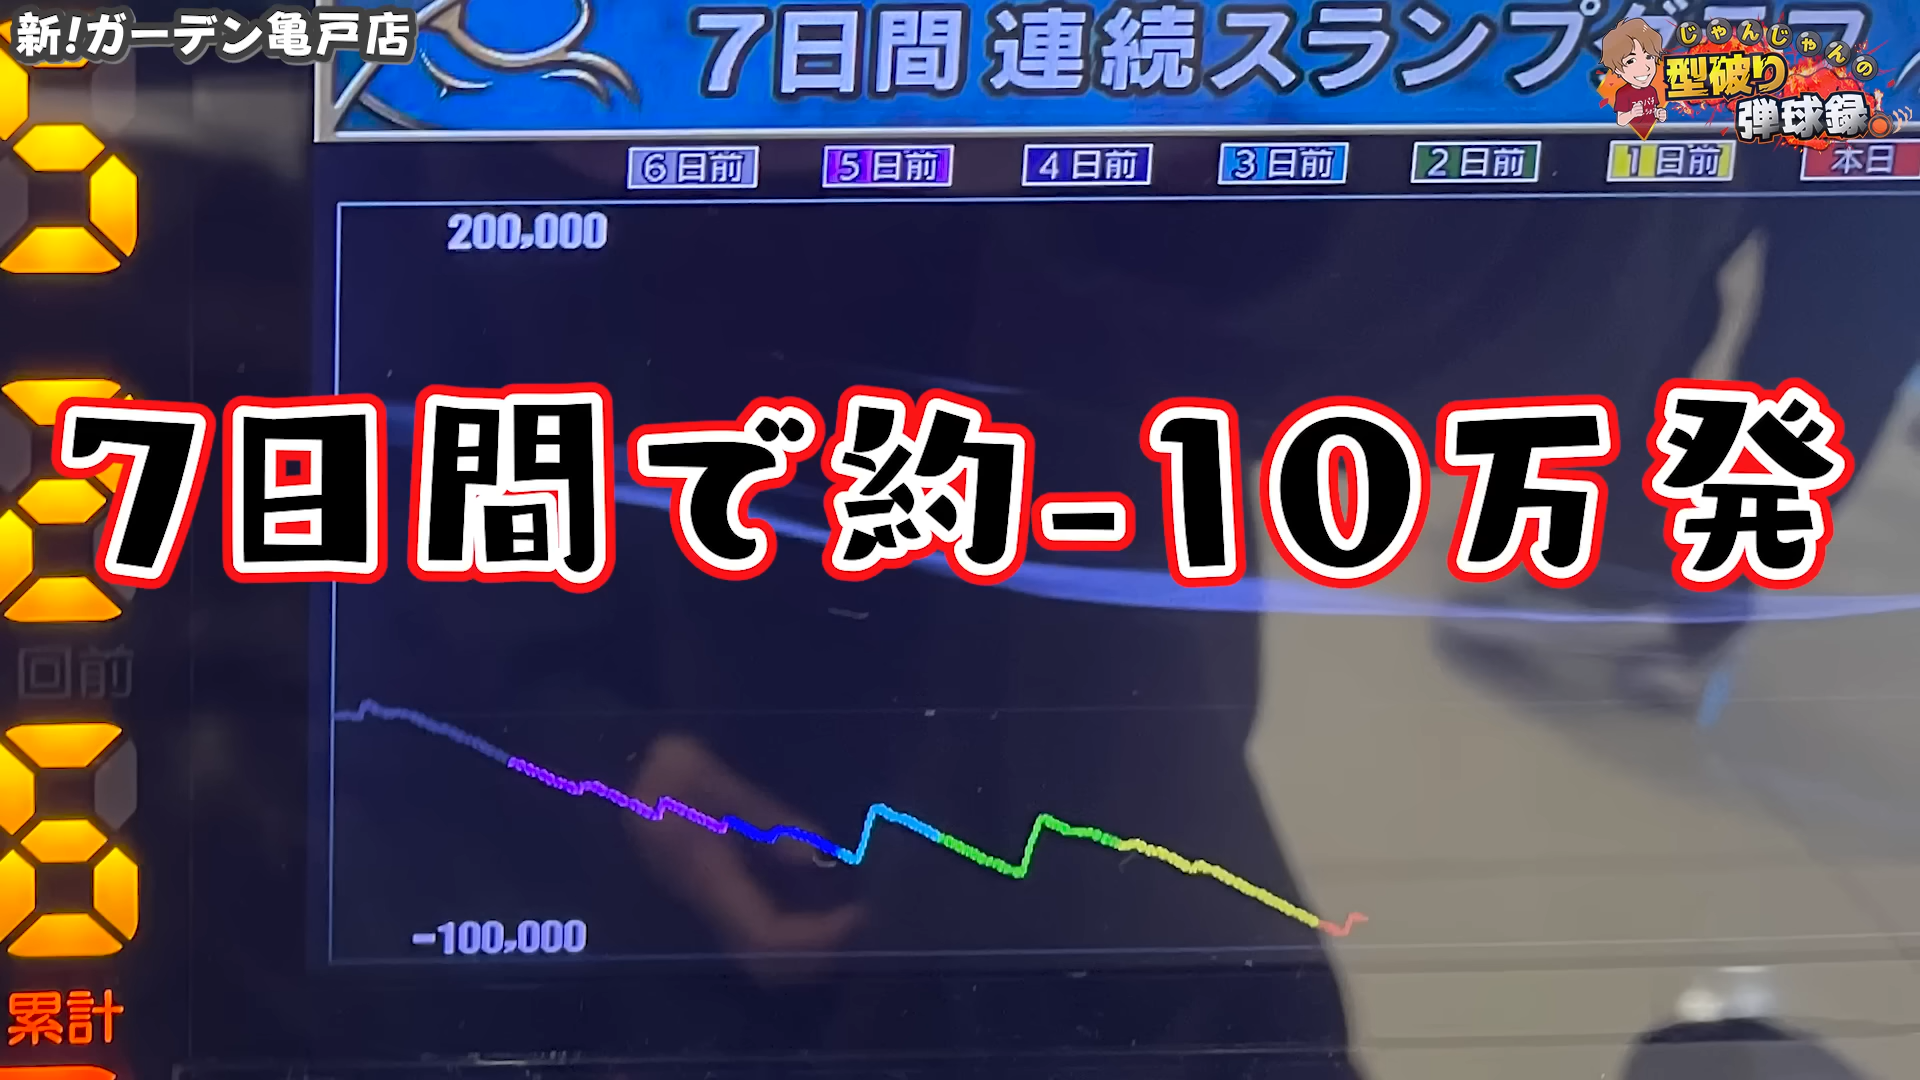 新!ガーデン亀戸店
7日間 連続スランプグラフ
じゃんじゃんの
型破り
弾球録
6日前 5日前 4日前 3日前 2日前 1日前 本日
200,000
7日間で約-10万発
回前
-100,000
累計